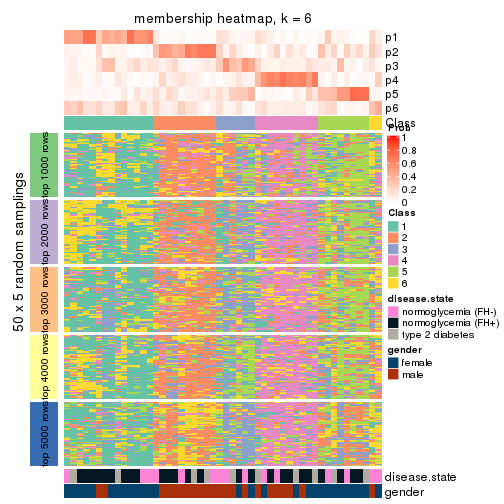 membership heatmap, k = 6
p1
p2
p3
p4
p5
p6
Class
Prob
1
0.8
0.6
0.4
0.2
0
Class
1
2
3
4
5
6
disease.state
normoglycemia (FH-)
normoglycemia (FH+)
type 2 diabetes
gender
female
male
50 x 5 random samplings
top 1000 rows
top 2000 rows
top 3000 rows
top 4000 rows
top 5000 rows
disease.state
gender